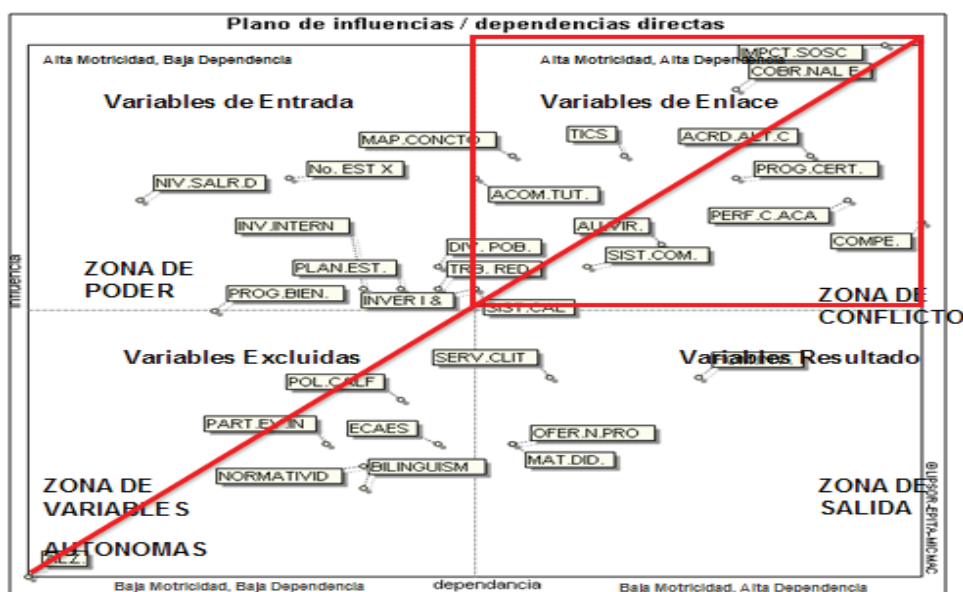 Plano de influencias / dependencias directas
Alta Motricidad, Baja Dependencia
Alta Motricidad, Alta Dependencia
IMPCT.SOSC
COBR.NAL E
Variables de Entrada
Variables de Enlace
MAP.CONCTO
TICS
ACRD.ALT.C
No. EST X
PROG.CERT.
NIV.SALR.D
ACOM.TUT.
PERF.C.ACA
INV.INTERN
AU.VIR.
COMPE.
DIV. POB.
SIST.COM.
ZONA DE
PODER
PLAN.EST.
TRB. RED
influencia
PROG.BIEN.
INVER I &
SIST.CAL
ZONA DE
CONFLICTO
Variables Excluidas
SERV.CLIT
Variables Resultado
POL.CALF
PART.EV.IN
ECAES
OFER.N.PRO
NORMATIVID
BILINGUISM
MAT.DID.
ZONA DE
VARIABLES
AUTONOMAS
ZONA DE
SALIDA
© LIPSOR-EPITA-MICMAC
Baja Motricidad, Baja Dependencia
dependancia
Baja Motricidad, Alta Dependencia